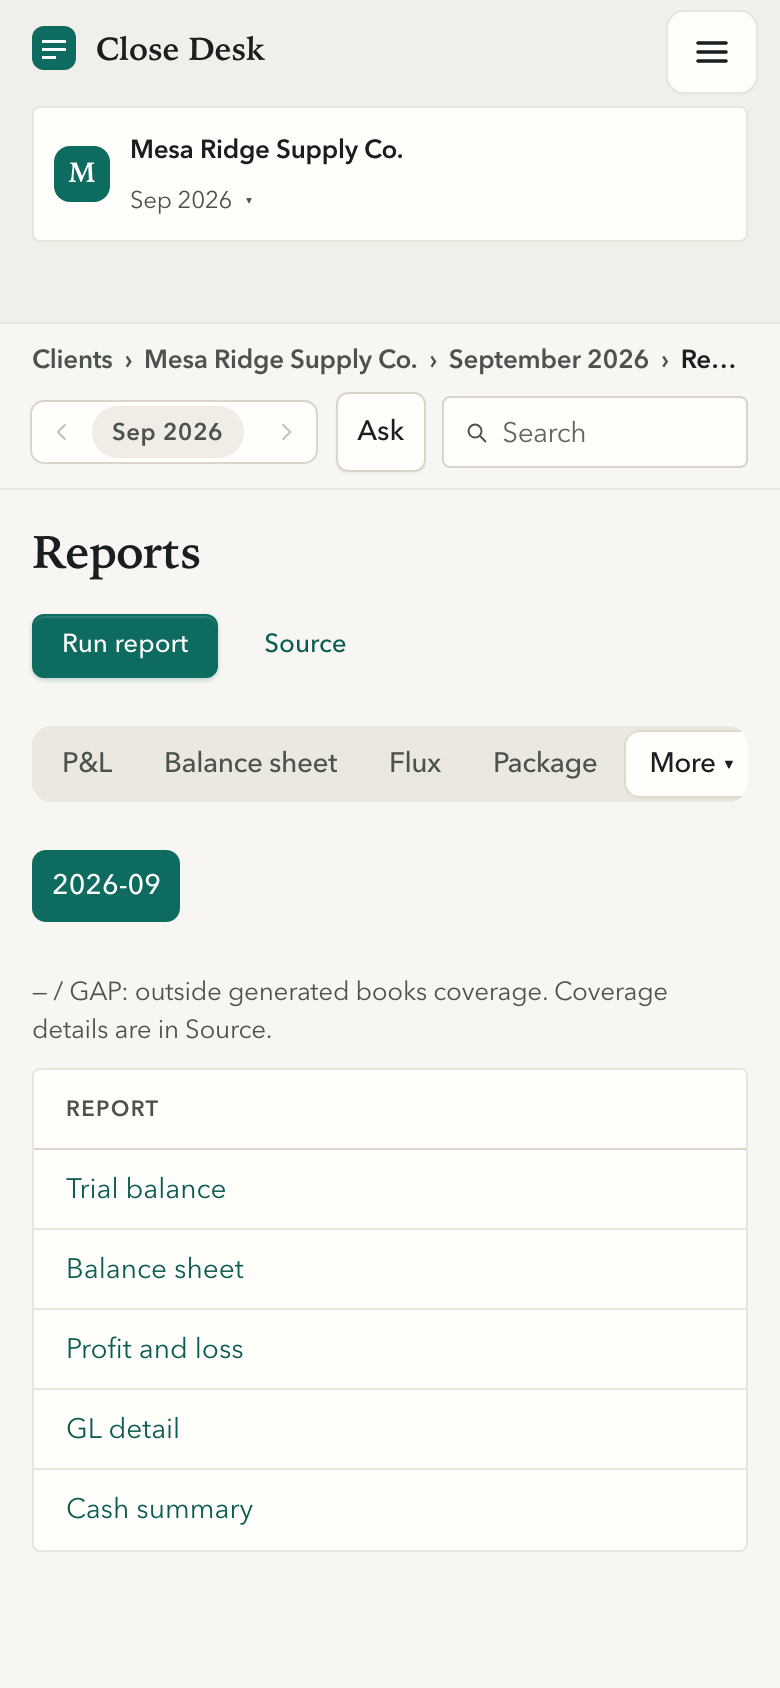 Close Desk
M
Mesa Ridge Supply Co.
Sep 2026 ▾
Clients › Mesa Ridge Supply Co. › September 2026 › Re...
Sep 2026
Ask
Search
Reports
Run report
Source
P&L
Balance sheet
Flux
Package
More ▾
2026-09
— / GAP: outside generated books coverage. Coverage
details are in Source.
REPORT
Trial balance
Balance sheet
Profit and loss
GL detail
Cash summary